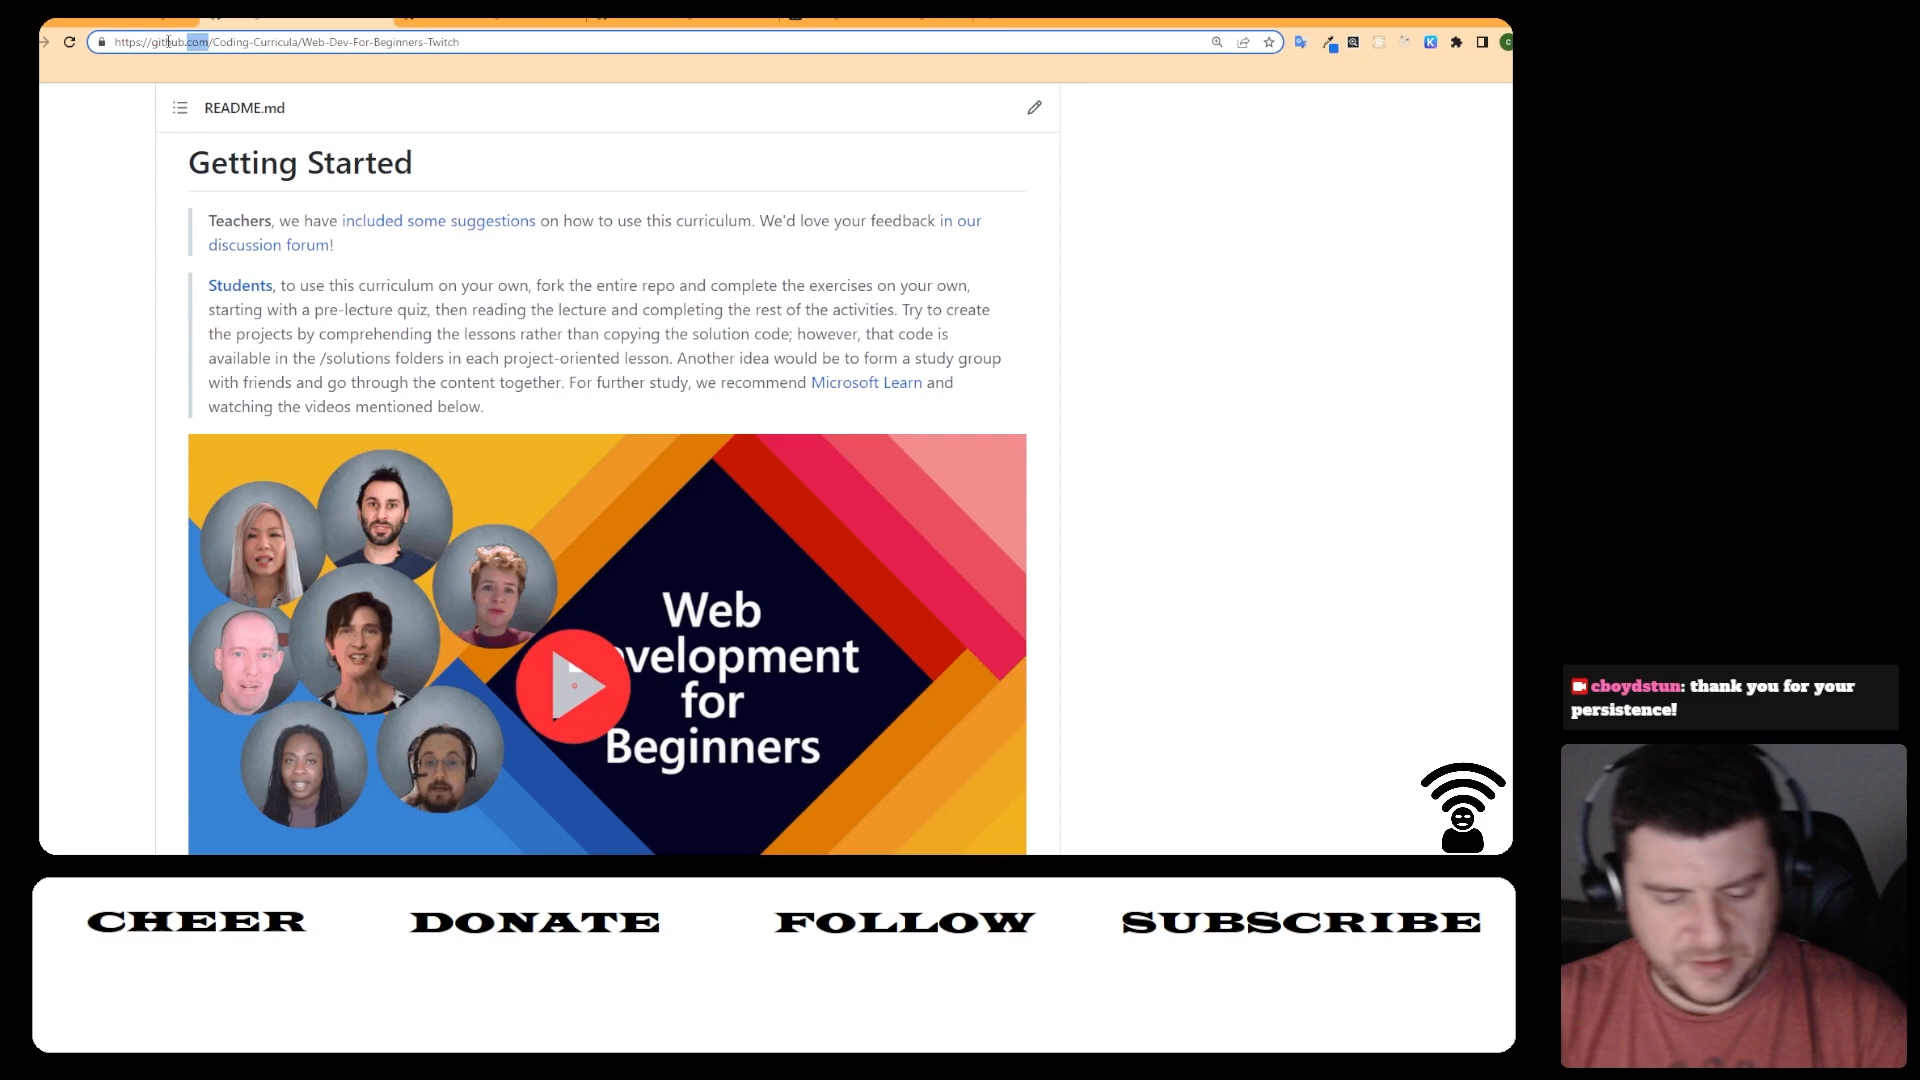 https://github.com/Coding-Curricula/Web-Dev-For-Beginners-Twitch
README.md
Getting Started
Teachers, we have included some suggestions on how to use this curriculum. We'd love your feedback in our
discussion forum!
Students, to use this curriculum on your own, fork the entire repo and complete the exercises on your own,
starting with a pre-lecture quiz, then reading the lecture and completing the rest of the activities. Try to create
the projects by comprehending the lessons rather than copying the solution code; however, that code is
available in the /solutions folders in each project-oriented lesson. Another idea would be to form a study group
with friends and go through the content together. For further study, we recommend Microsoft Learn and
watching the videos mentioned below.
Web
velopment
for
Beginners
cboydstun: thank you for your
persistence!
CHEER DONATE FOLLOW SUBSCRIBE